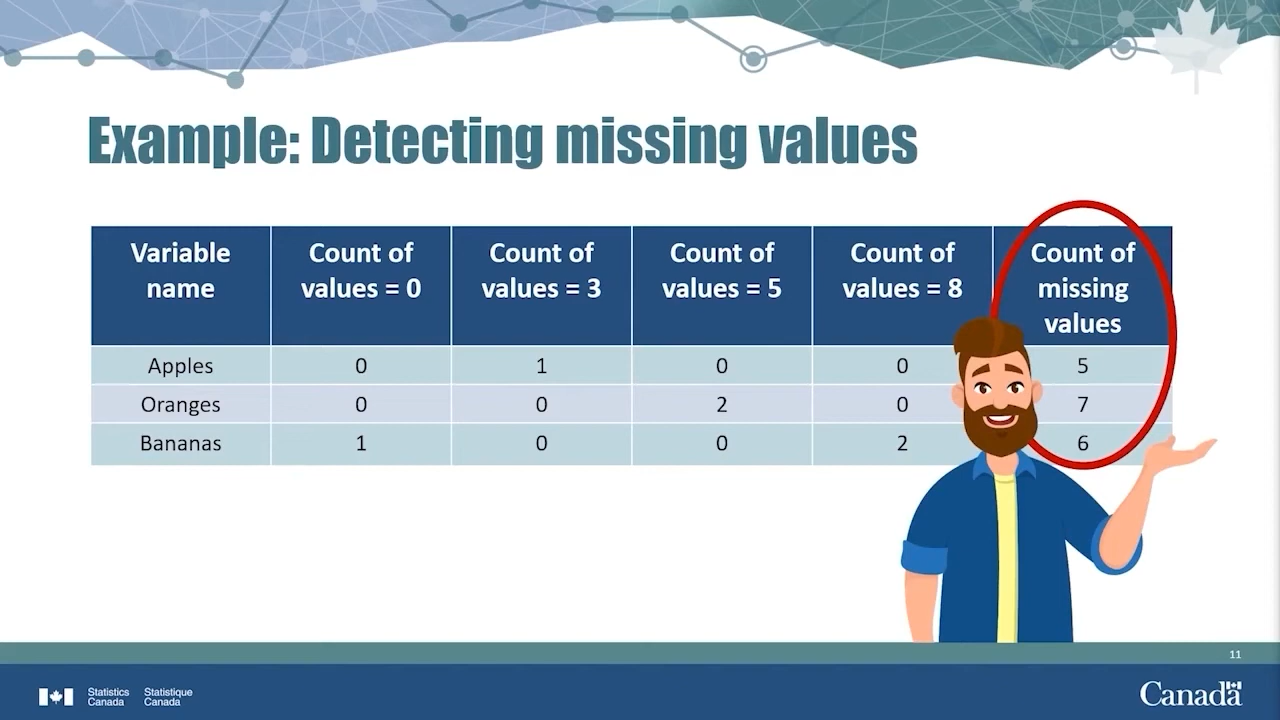 Example: Detecting missing values
Variable name
Count of values = 0
Count of values = 3
Count of values = 5
Count of values = 8
Count of missing values
Apples 0 1 0 0 5
Oranges 0 0 2 0 7
Bananas 1 0 0 2 6
11
Statistics Canada
Statistique Canada
Canada